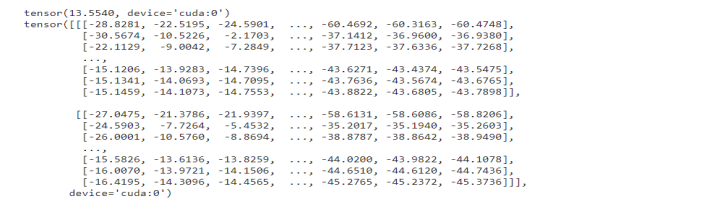 tensor(13.5540, device='cuda:0')
tensor([[[-28.8281, -22.5195, -24.5901,  ..., -60.4692, -60.3163, -60.4748],
         [-30.5674, -10.5226,  -2.1703,  ..., -37.1412, -36.9600, -36.9380],
         [-22.1129,  -9.0042,  -7.2849,  ..., -37.7123, -37.6336, -37.7268],
         ...,
         [-15.1206, -13.9283, -14.7396,  ..., -43.6271, -43.4374, -43.5475],
         [-15.1341, -14.0693, -14.7095,  ..., -43.7636, -43.5674, -43.6765],
         [-15.1459, -14.1073, -14.7553,  ..., -43.8822, -43.6805, -43.7898]],
        [[-27.0475, -21.3786, -21.9397,  ..., -58.6131, -58.6086, -58.8206],
         [-24.5903,  -7.7264,  -5.4532,  ..., -35.2017, -35.1940, -35.2603],
         [-26.0001, -10.5760,  -8.8694,  ..., -38.8787, -38.8642, -38.9490],
         ...,
         [-15.5826, -13.6136, -13.8259,  ..., -44.0200, -43.9822, -44.1078],
         [-16.0070, -13.9721, -14.1506,  ..., -44.6510, -44.6120, -44.7436],
         [-16.4195, -14.3096, -14.4565,  ..., -45.2765, -45.2372, -45.3736]]],
       device='cuda:0')